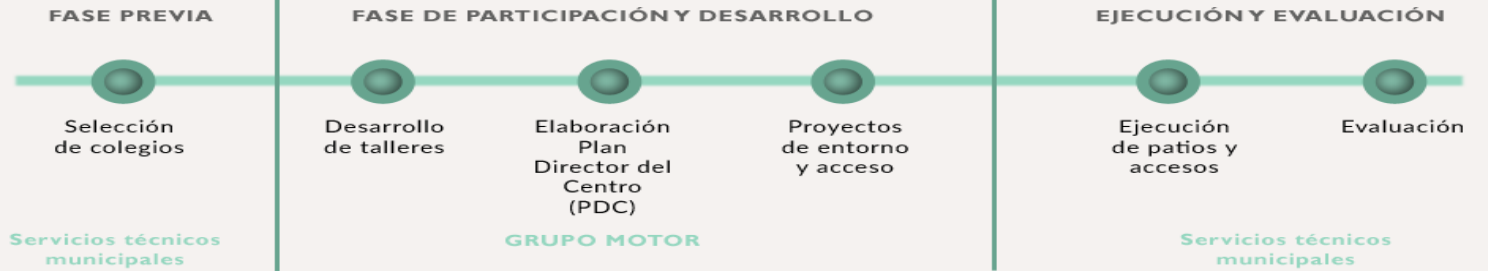 FASE PREVIA
FASE DE PARTICIPACIÓN Y DESARROLLO
EJECUCIÓN Y EVALUACIÓN
Selección
de colegios
Desarrollo
de talleres
Elaboración
Plan
Director del
Centro
(PDC)
Proyectos
de entorno
y acceso
Ejecución
de patios y
accesos
Evaluación
Servicios técnicos
municipales
GRUPO MOTOR
Servicios técnicos
municipales